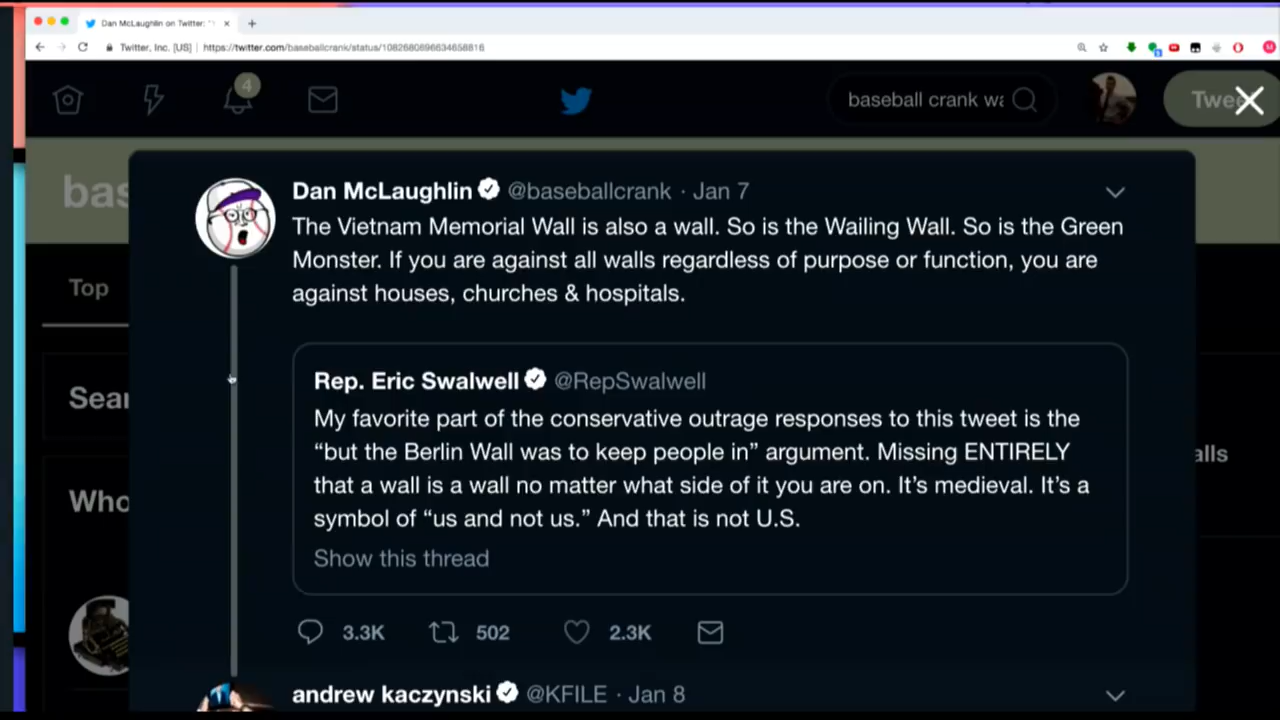 Dan McLaughlin on Twitter: "
Twitter, Inc. [US] | https://twitter.com/baseballcrank/status/1082680696634658816
4
baseball crank wa
Twee
bas
Dan McLaughlin @baseballcrank · Jan 7
The Vietnam Memorial Wall is also a wall. So is the Wailing Wall. So is the Green
Monster. If you are against all walls regardless of purpose or function, you are
against houses, churches & hospitals.
Top
Rep. Eric Swalwell @RepSwalwell
My favorite part of the conservative outrage responses to this tweet is the
“but the Berlin Wall was to keep people in” argument. Missing ENTIRELY
that a wall is a wall no matter what side of it you are on. It’s medieval. It’s a
symbol of “us and not us.” And that is not U.S.
Show this thread
Sear
alls
Who
3.3K 502 2.3K
andrew kaczynski @KFILE · Jan 8